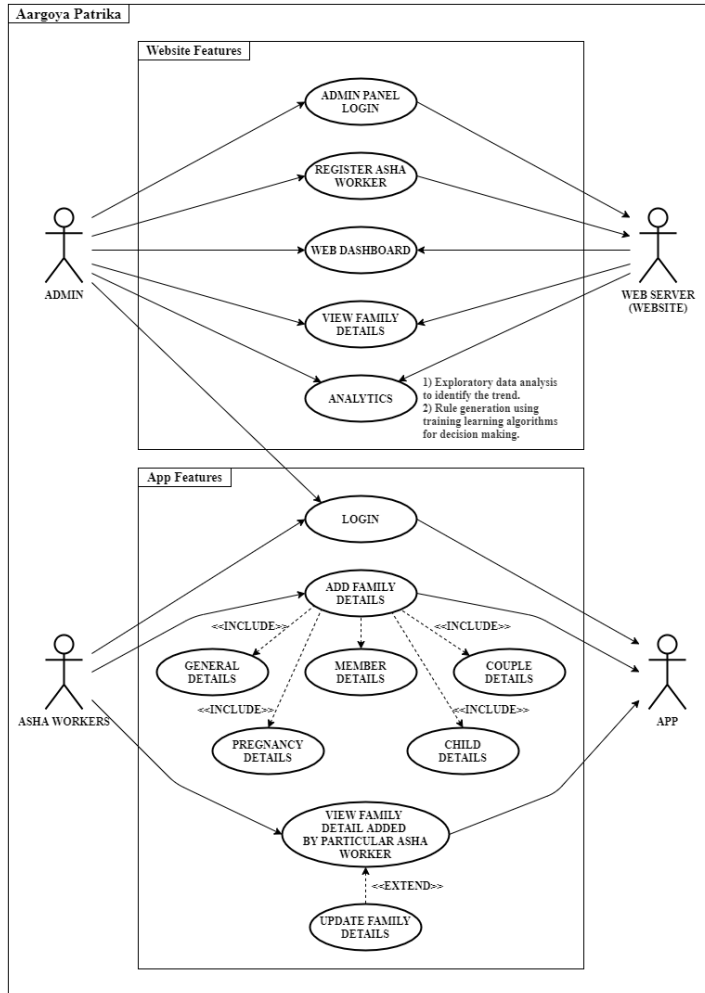 Aargoya Patrika
Website Features
ADMIN PANEL
LOGIN
REGISTER ASHA
WORKER
WEB DASHBOARD
ADMIN
WEB SERVER
(WEBSITE)
VIEW FAMILY
DETAILS
ANALYTICS
1) Exploratory data analysis
to identify the trend.
2) Rule generation using
training learning algorithms
for decision making.
App Features
LOGIN
ADD FAMILY
DETAILS
<<INCLUDE>>
<<INCLUDE>>
GENERAL
DETAILS
MEMBER
DETAILS
COUPLE
DETAILS
ASHA WORKERS
APP
<<INCLUDE>>
<<INCLUDE>>
PREGNANCY
DETAILS
CHILD
DETAILS
VIEW FAMILY
DETAIL ADDED
BY PARTICULAR ASHA
WORKER
<<EXTEND>>
UPDATE FAMILY
DETAILS